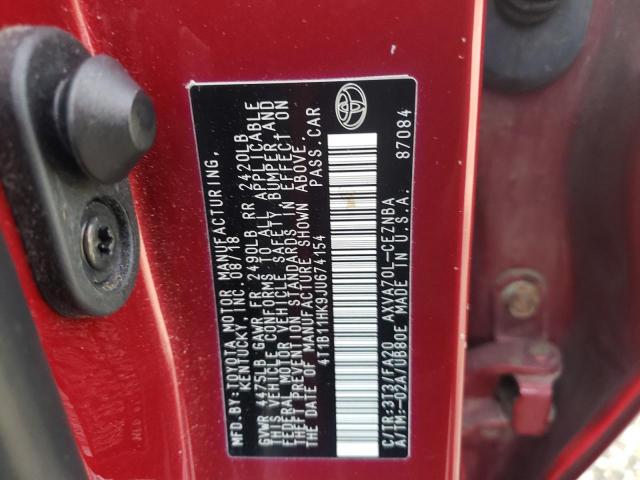 MFD.BY:TOYOTA MOTOR MANUFACTURING,
KENTUCKY, INC. 08/18
GVWR 4475LB GAWR FR 2490LB RR 2420LB
THIS VEHICLE CONFORMS TO ALL APPLICABLE
FEDERAL MOTOR VEHICLE SAFETY, BUMPER AND
THEFT PREVENTION STANDARDS IN EFFECT ON
THE DATE OF MANUFACTURE SHOWN ABOVE.
4T1B11HK9JU674154 PASS.CAR
C/TR:3T3/FA20 AXVA70L-CEZNBA
A/TM:-02A/UB80E MADE IN U.S.A.
87084